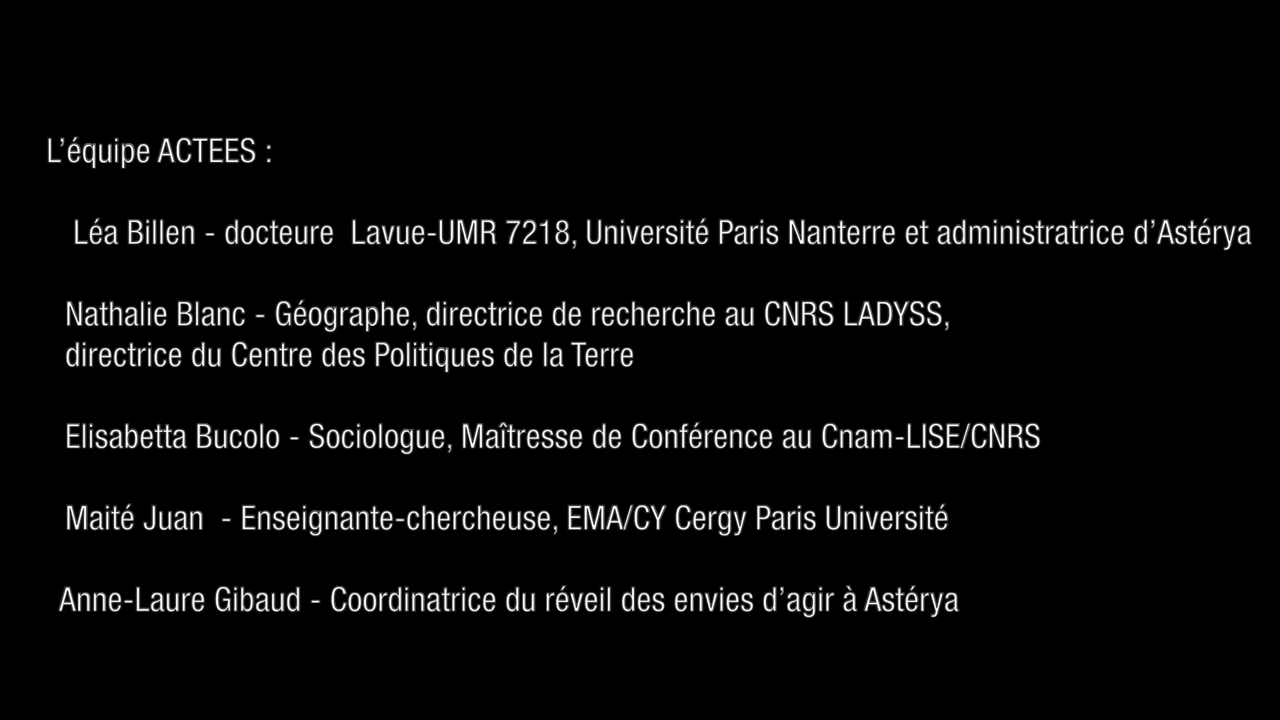 L’équipe ACTEES :
Léa Billen - docteure  Lavue-UMR 7218, Université Paris Nanterre et administratrice d’Astérya
Nathalie Blanc - Géographe, directrice de recherche au CNRS LADYSS,
directrice du Centre des Politiques de la Terre
Elisabetta Bucolo - Sociologue, Maîtresse de Conférence au Cnam-LISE/CNRS
Maité Juan  - Enseignante-chercheuse, EMA/CY Cergy Paris Université
Anne-Laure Gibaud - Coordinatrice du réveil des envies d’agir à Astérya